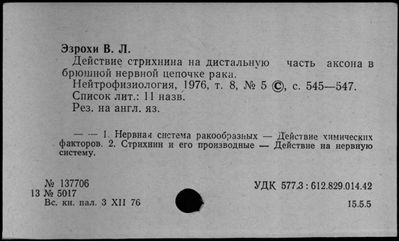 Эзрохи В. Л.
Действие стрихнина на дистальную часть аксона в
брюшной нервной цепочке рака.
Нейтрофизиология, 1976, т. 8, № 5 ©, с. 545—547.
Список лит.: 11 назв.
Рез. на англ. яз.
— — 1. Нервная система ракообразных — Действие химических
факторов. 2. Стрихнин и его производные — Действие на нервную
систему.
№ 137706
13 № 5017
Вс. кн. пал. 3 XII 76
УДК 577.3 : 612.829.014.42
15.5.5